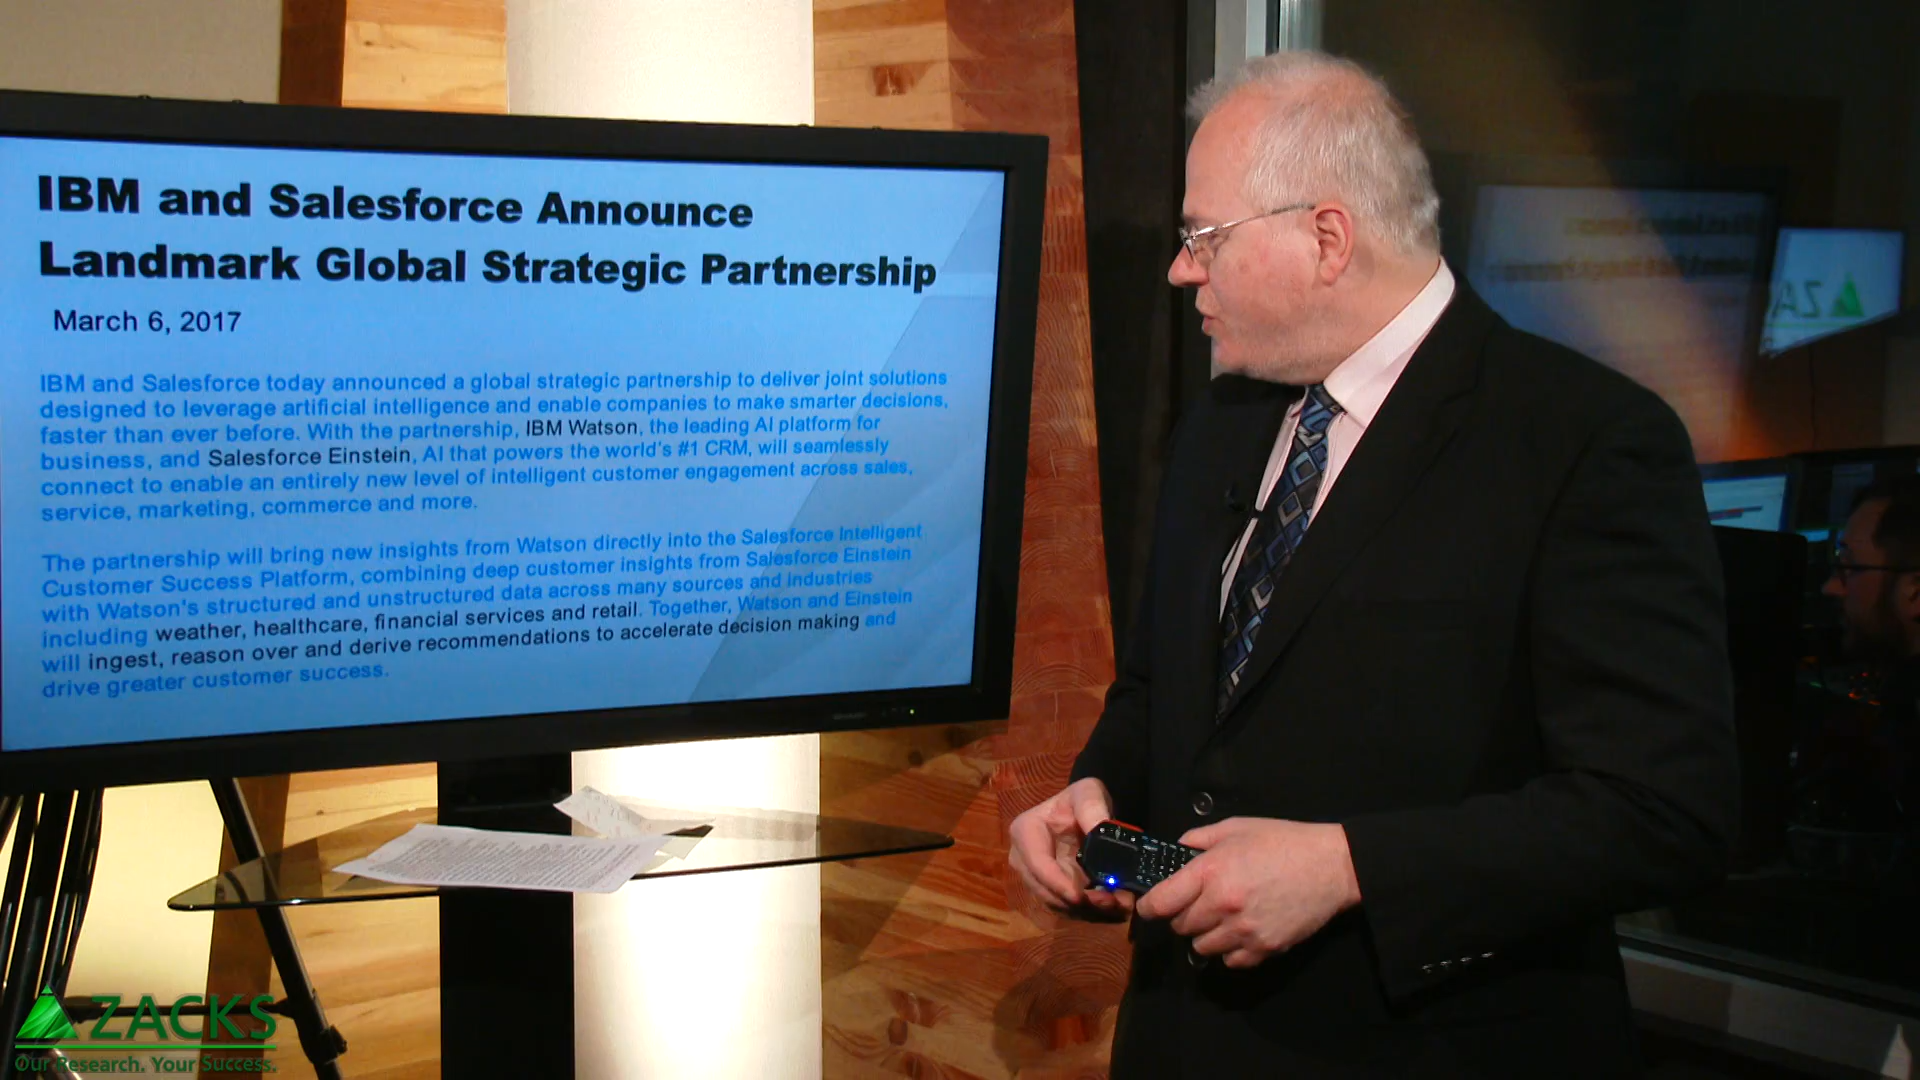 IBM and Salesforce Announce
Landmark Global Strategic Partnership
March 6, 2017
IBM and Salesforce today announced a global strategic partnership to deliver joint solutions
designed to leverage artificial intelligence and enable companies to make smarter decisions,
faster than ever before. With the partnership, IBM Watson, the leading AI platform for
business, and Salesforce Einstein, AI that powers the world's #1 CRM, will seamlessly
connect to enable an entirely new level of intelligent customer engagement across sales,
service, marketing, commerce and more.
The partnership will bring new insights from Watson directly into the Salesforce Intelligent
Customer Success Platform, combining deep customer insights from Salesforce Einstein
with Watson's structured and unstructured data across many sources and industries
including weather, healthcare, financial services and retail. Together, Watson and Einstein
will ingest, reason over and derive recommendations to accelerate decision making and
drive greater customer success.
ZACKS
Our Research. Your Success.